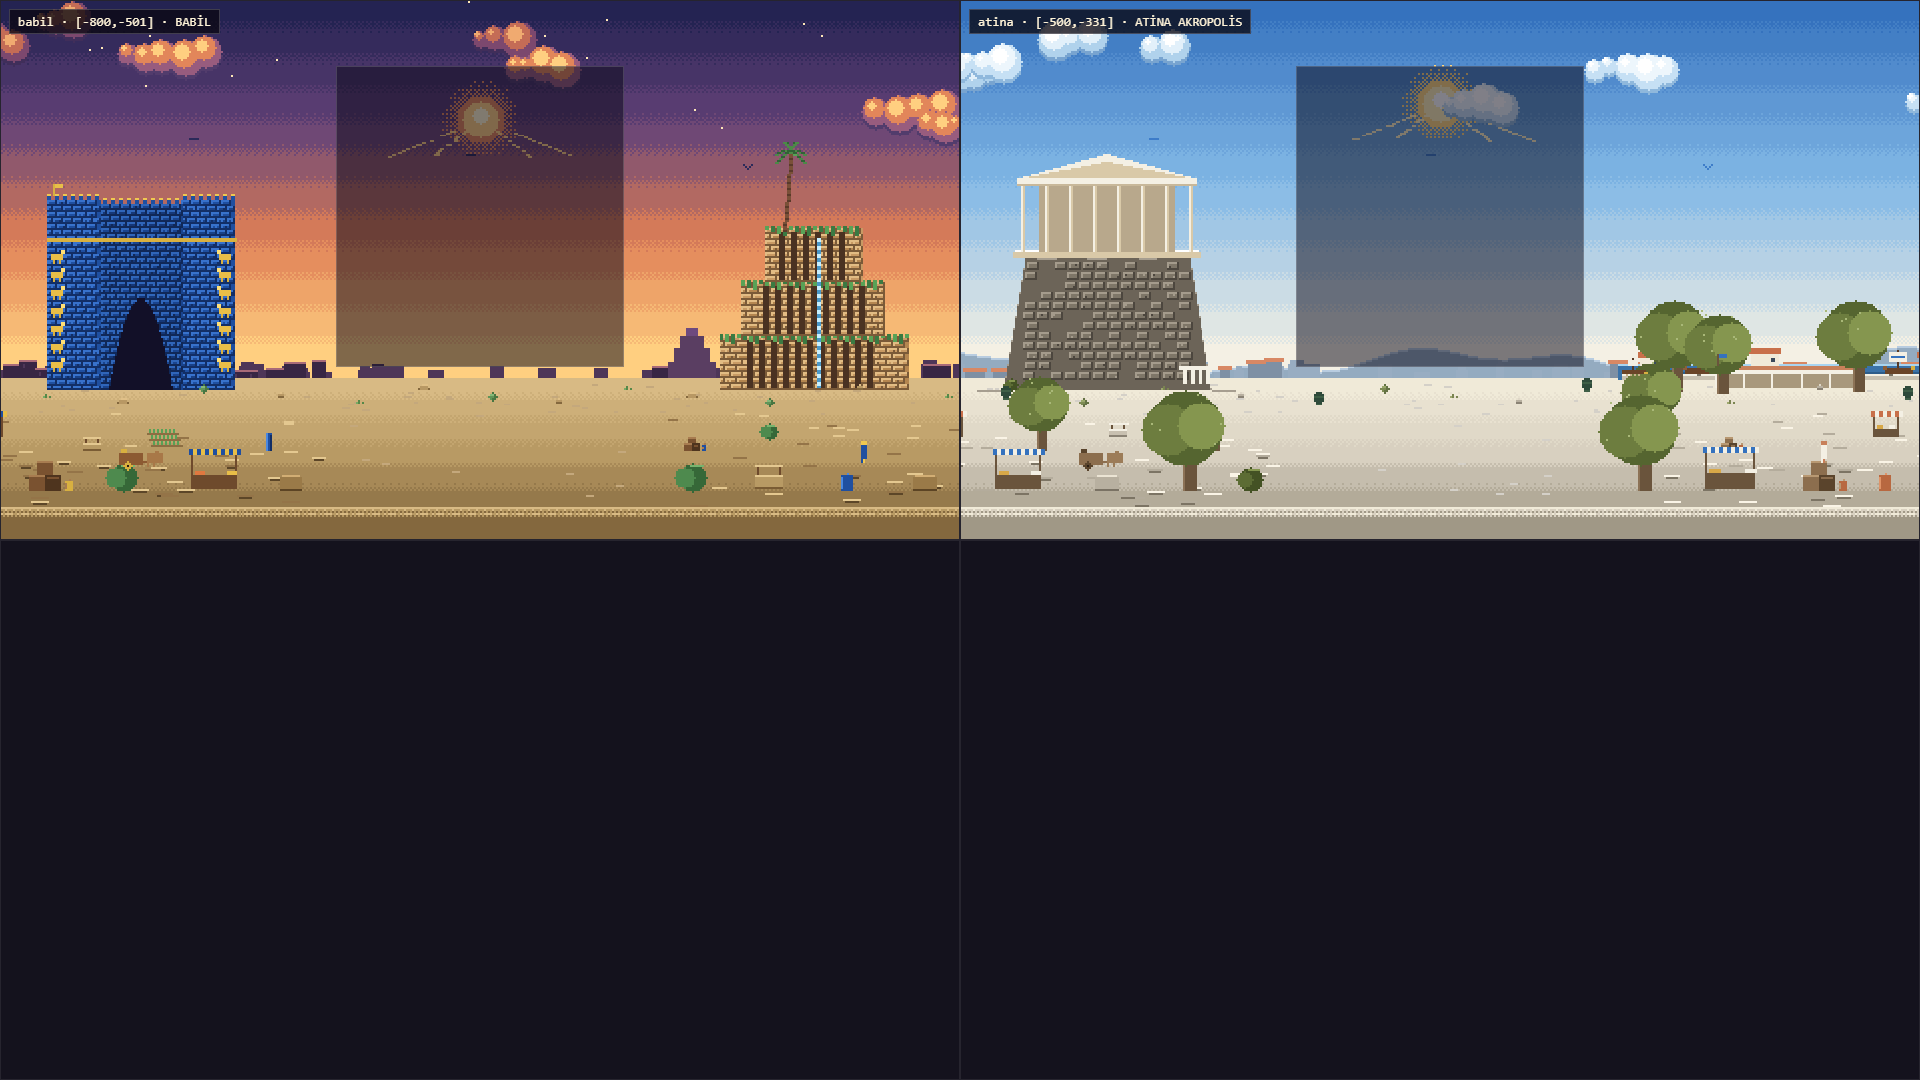 babil · [-800,-501] · BABİL
atina · [-500,-331] · ATİNA AKROPOLİS